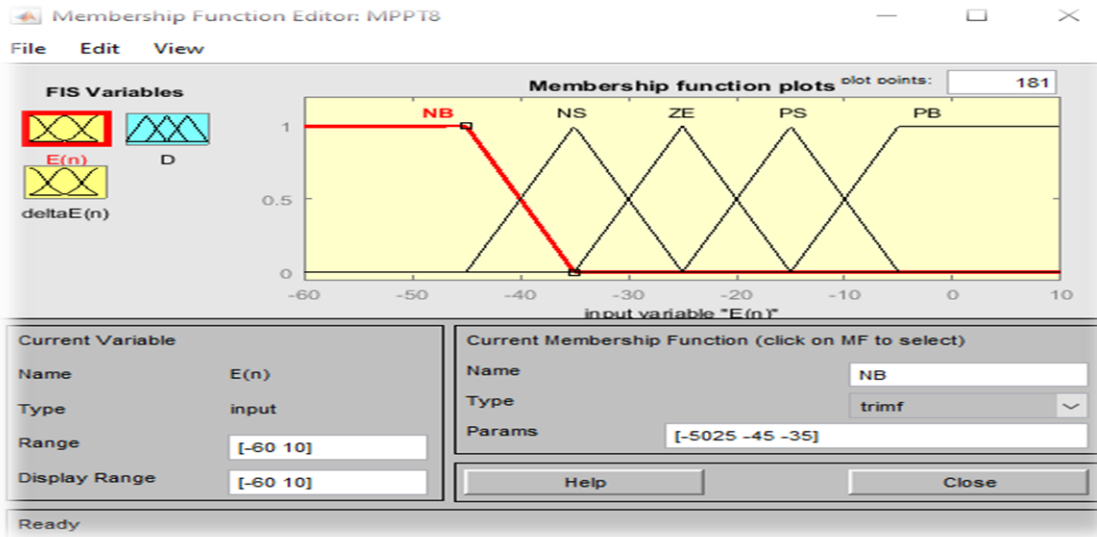 Membership Function Editor: MPPT8
File Edit View
FIS Variables
E(n)
D
deltaE(n)
Membership function plots
plot points:
181
NB NS ZE PS PB
1
0.5
0
-60 -50 -40 -30 -20 -10 0 10
input variable "E(n)"
Current Variable
Name E(n)
Type input
Range [-60 10]
Display Range [-60 10]
Current Membership Function (click on MF to select)
Name NB
Type trimf
Params [-5025 -45 -35]
Help Close
Ready